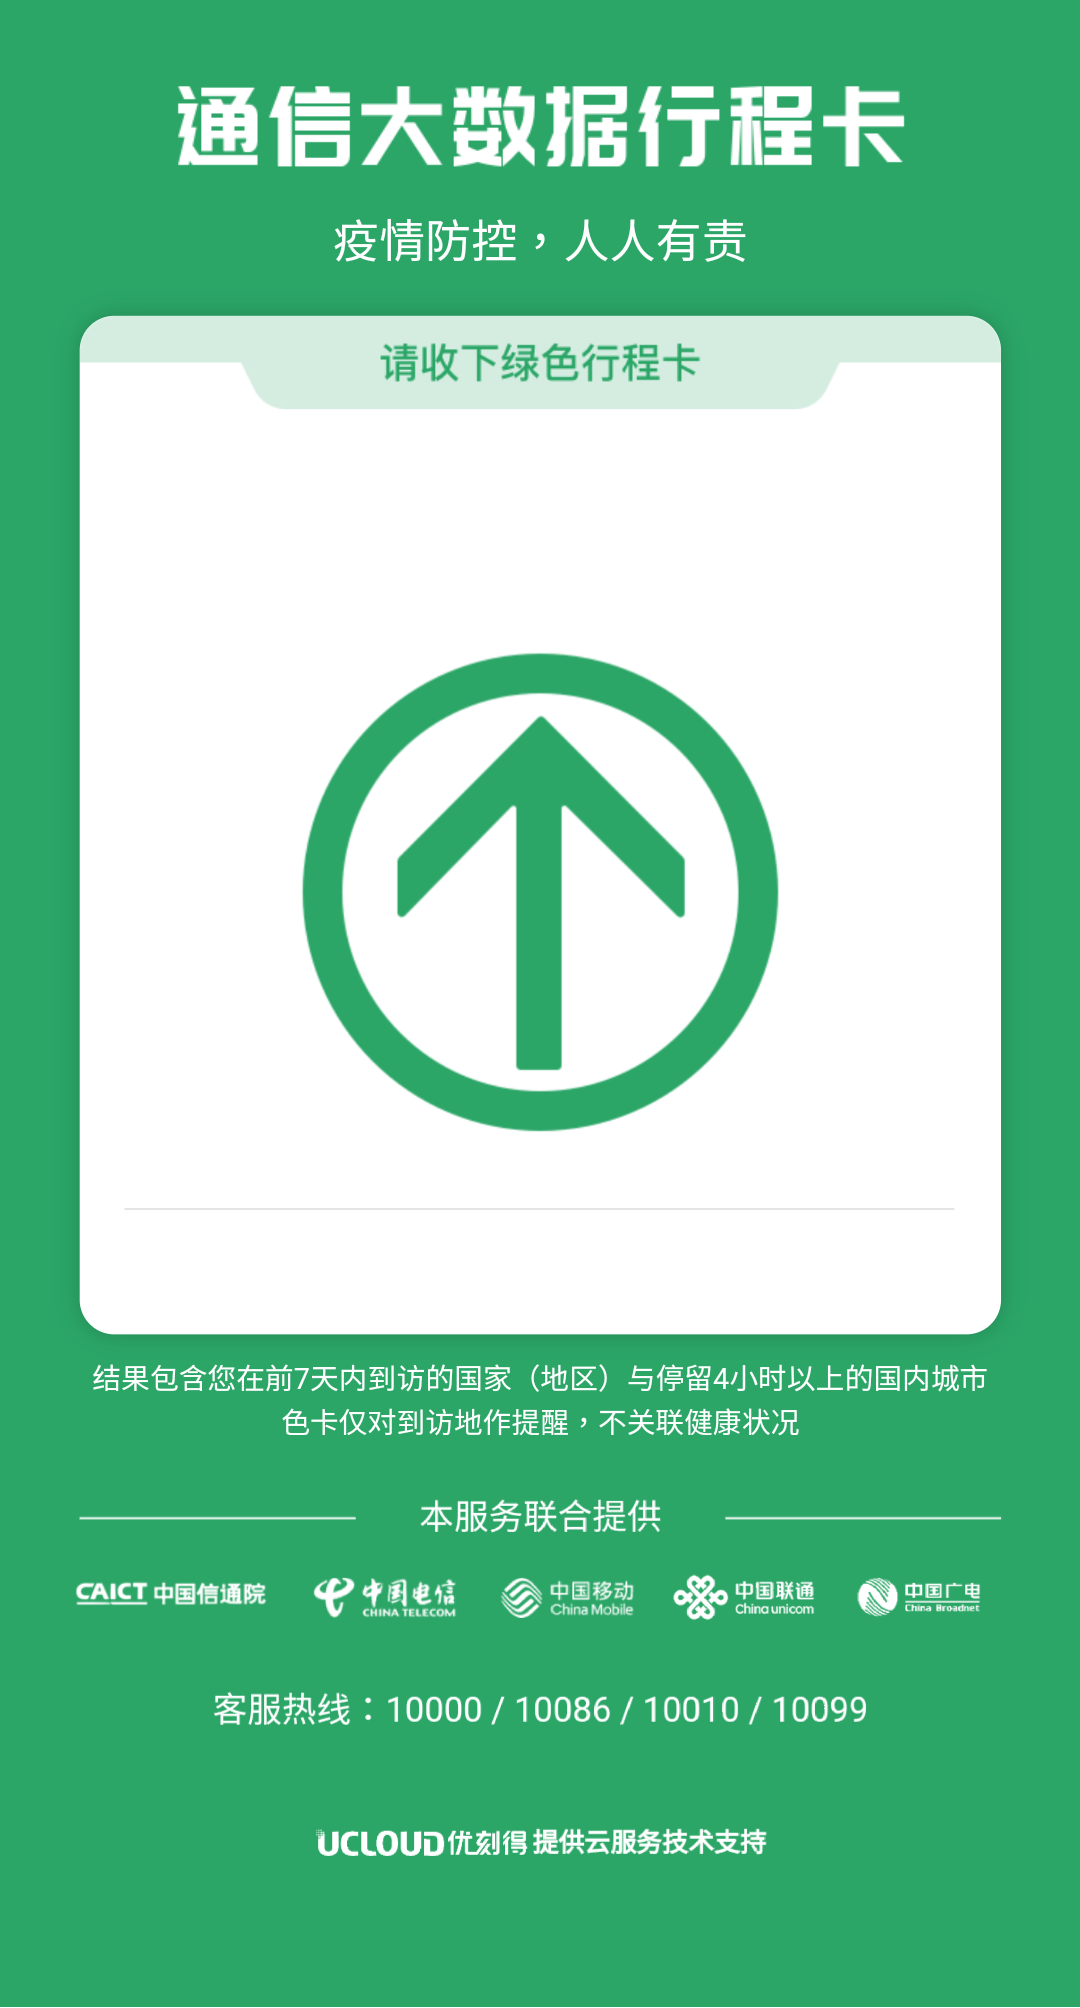 通信大数据行程卡
疫情防控，人人有责
请收下绿色行程卡
结果包含您在前7天内到访的国家（地区）与停留4小时以上的国内城市
色卡仅对到访地作提醒，不关联健康状况
本服务联合提供
CAICT 中国信通院
中国电信
CHINA TELECOM
中国移动
China Mobile
中国联通
China unicom
中国广电
China Broadnet
客服热线：10000 / 10086 / 10010 / 10099
UCLOUD 优刻得 提供云服务技术支持